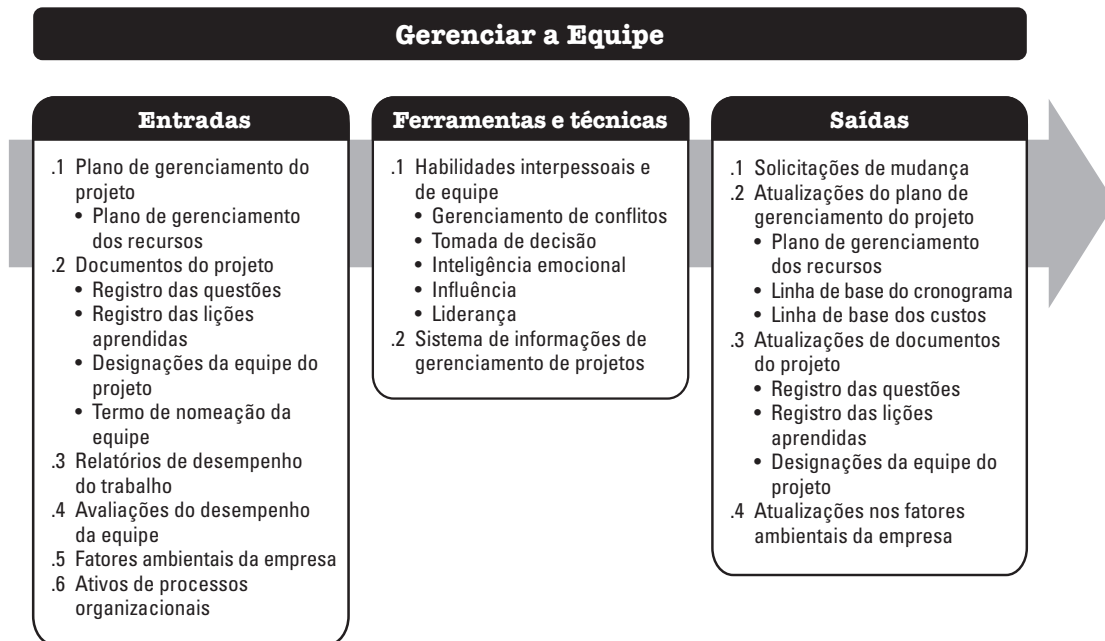 Gerenciar a Equipe
Entradas
.1 Plano de gerenciamento do
projeto
• Plano de gerenciamento
dos recursos
.2 Documentos do projeto
• Registro das questões
• Registro das lições
aprendidas
• Designações da equipe do
projeto
• Termo de nomeação da
equipe
.3 Relatórios de desempenho
do trabalho
.4 Avaliações do desempenho
da equipe
.5 Fatores ambientais da empresa
.6 Ativos de processos
organizacionais
Ferramentas e técnicas
.1 Habilidades interpessoais e
de equipe
• Gerenciamento de conflitos
• Tomada de decisão
• Inteligência emocional
• Influência
• Liderança
.2 Sistema de informações de
gerenciamento de projetos
Saídas
.1 Solicitações de mudança
.2 Atualizações do plano de
gerenciamento do projeto
• Plano de gerenciamento
dos recursos
• Linha de base do cronograma
• Linha de base dos custos
.3 Atualizações de documentos
do projeto
• Registro das questões
• Registro das lições
aprendidas
• Designações da equipe do
projeto
.4 Atualizações nos fatores
ambientais da empresa